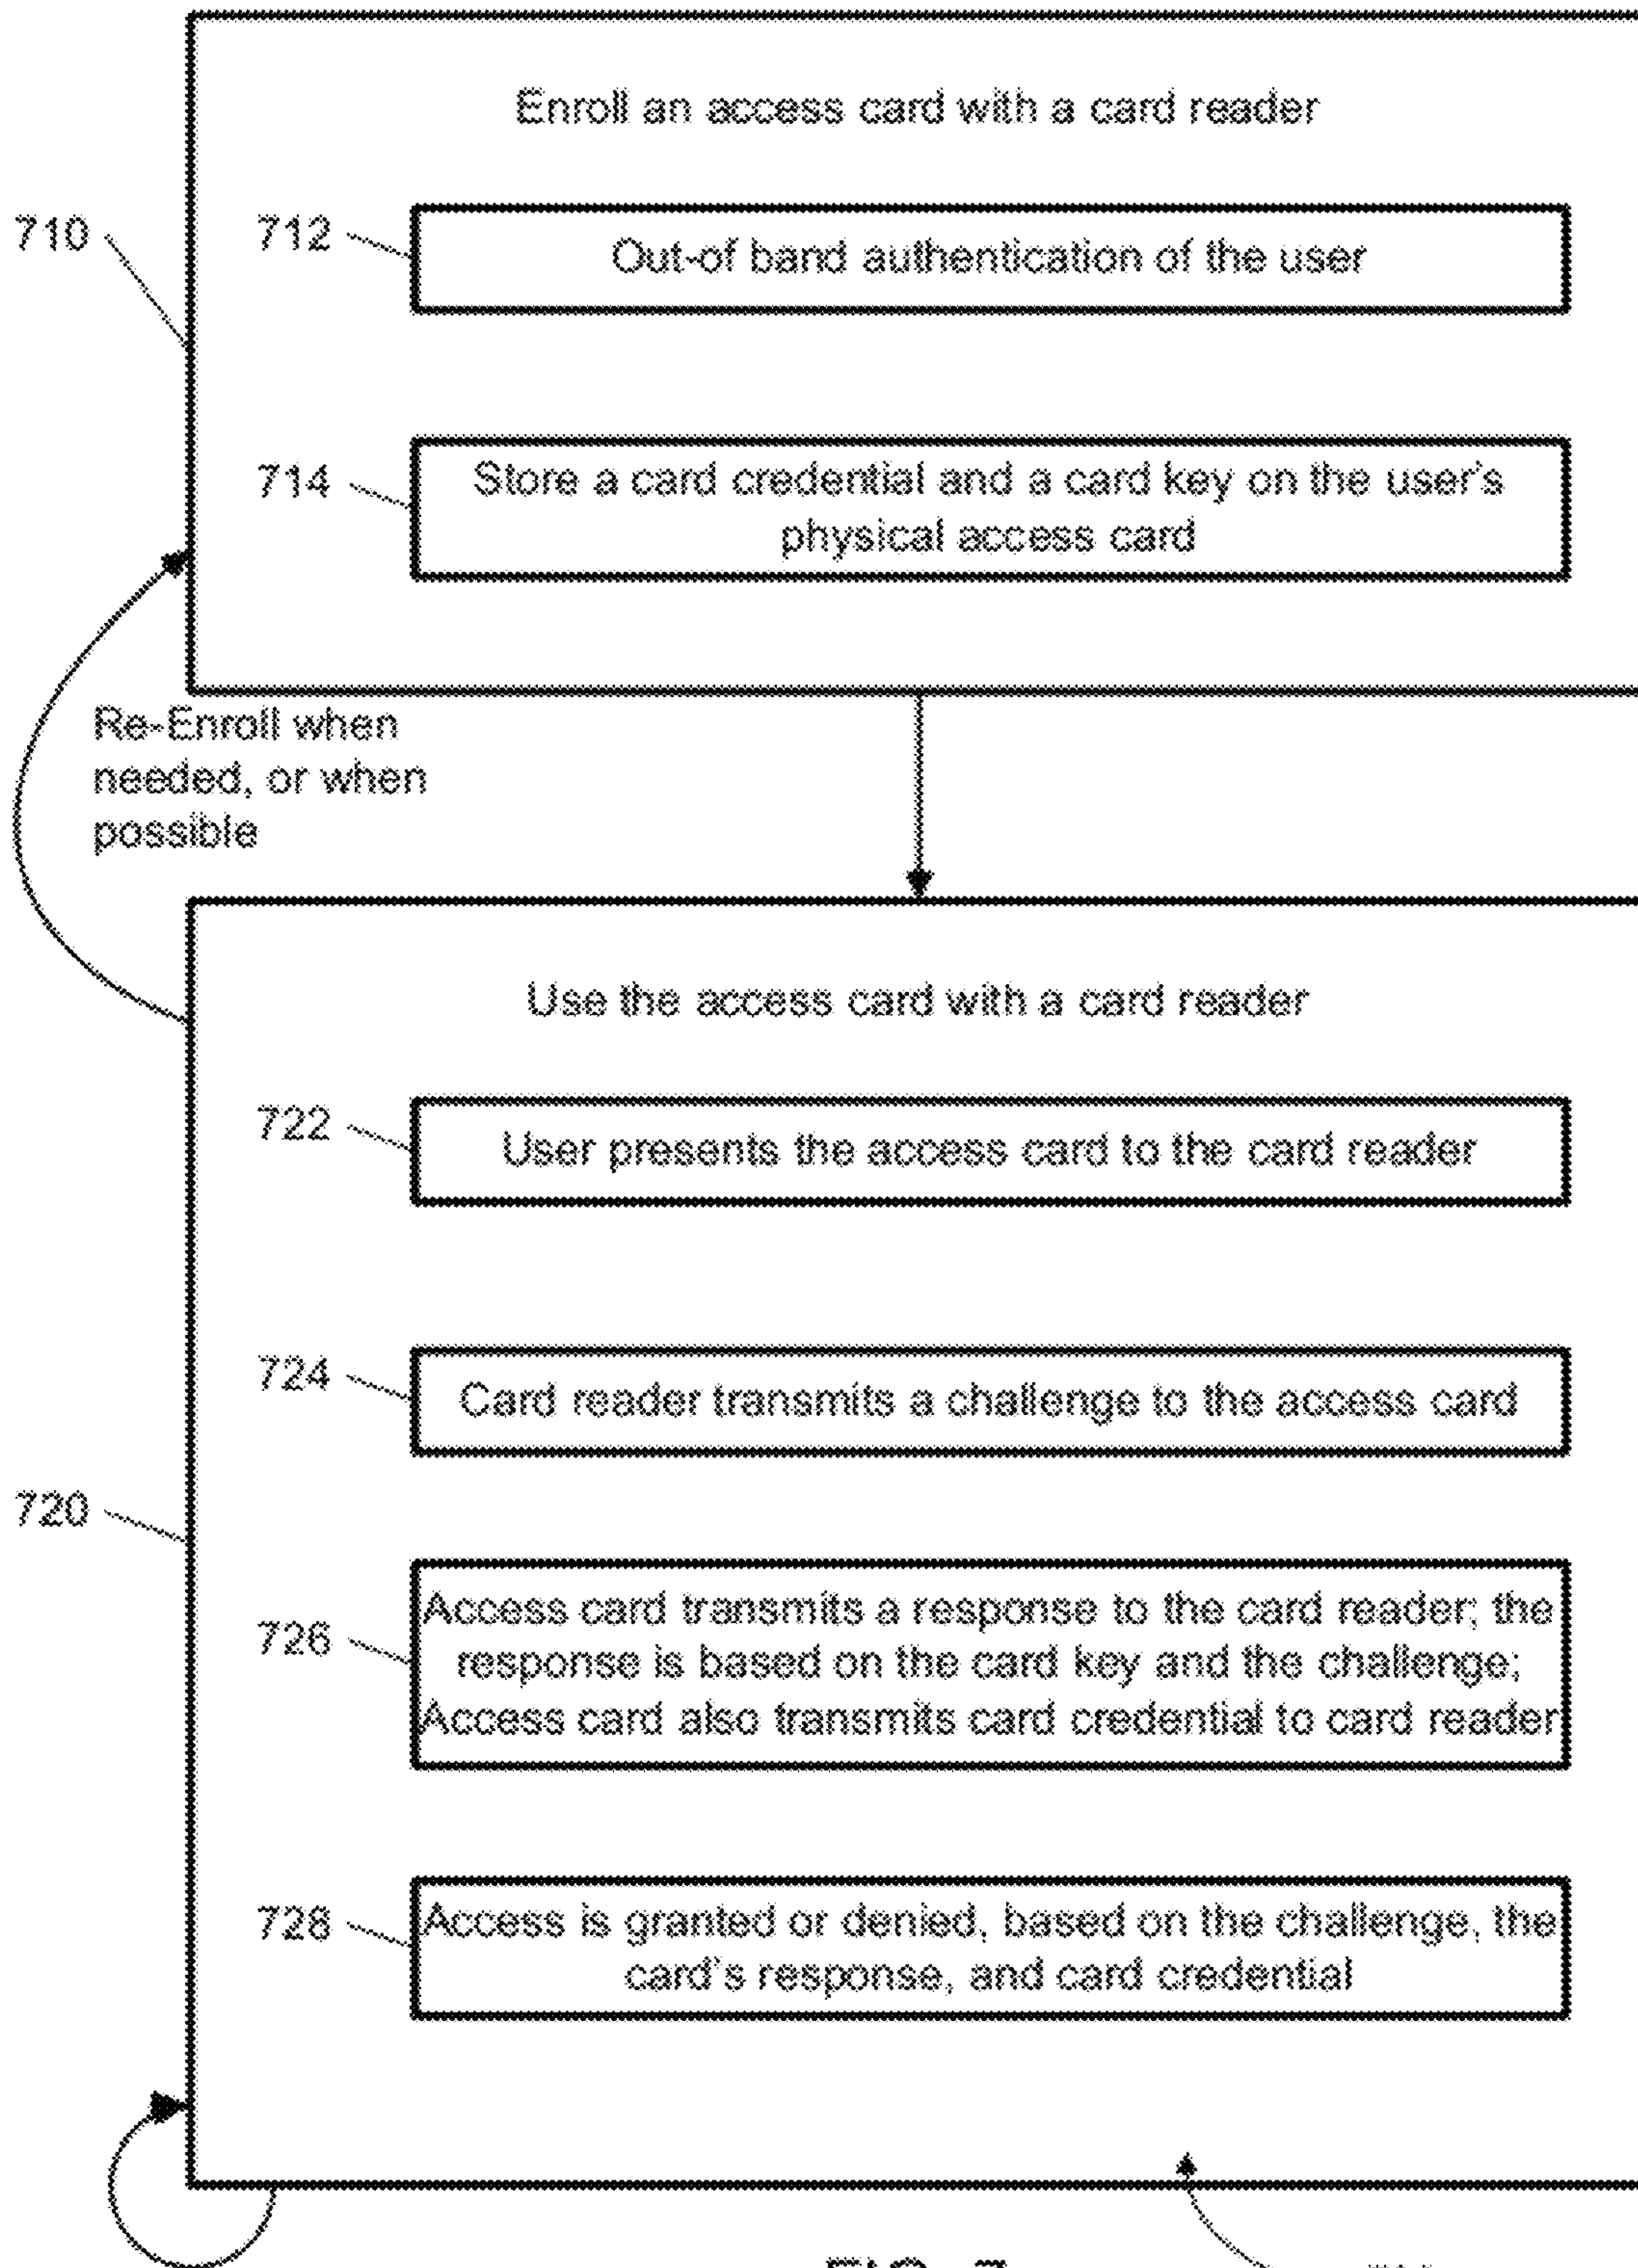 Enroll an access card with a card reader
710
712
Out-of band authentication of the user
714
Store a card credential and a card key on the user's
physical access card
Re-Enroll when
needed, or when
possible
Use the access card with a card reader
722
User presents the access card to the card reader
724
Card reader transmits a challenge to the access card
720
726
Access card transmits a response to the card reader; the
response is based on the card key and the challenge;
Access card also transmits card credential to card reader
728
Access is granted or denied, based on the challenge, the
card's response, and card credential